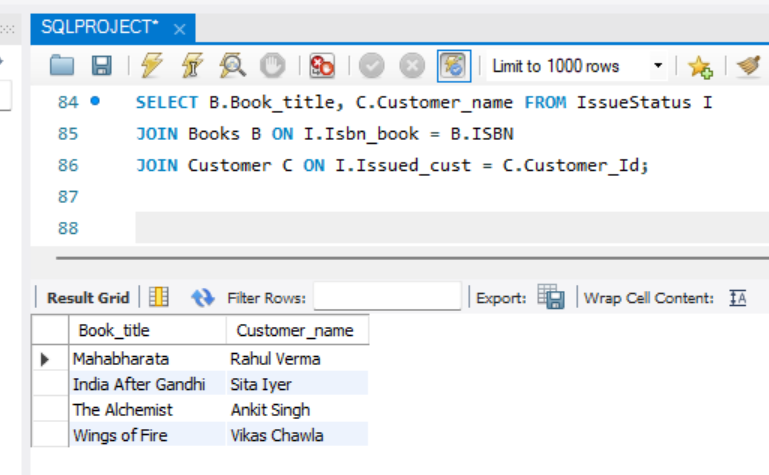 SQLPROJECT*
Limit to 1000 rows
84 SELECT B.Book_title, C.Customer_name FROM IssueStatus I
85 JOIN Books B ON I.Isbn_book = B.ISBN
86 JOIN Customer C ON I.Issued_cust = C.Customer_Id;
87
88
Result Grid Filter Rows: Export: Wrap Cell Content:
Book_title Customer_name
Mahabharata Rahul Verma
India After Gandhi Sita Iyer
The Alchemist Ankit Singh
Wings of Fire Vikas Chawla